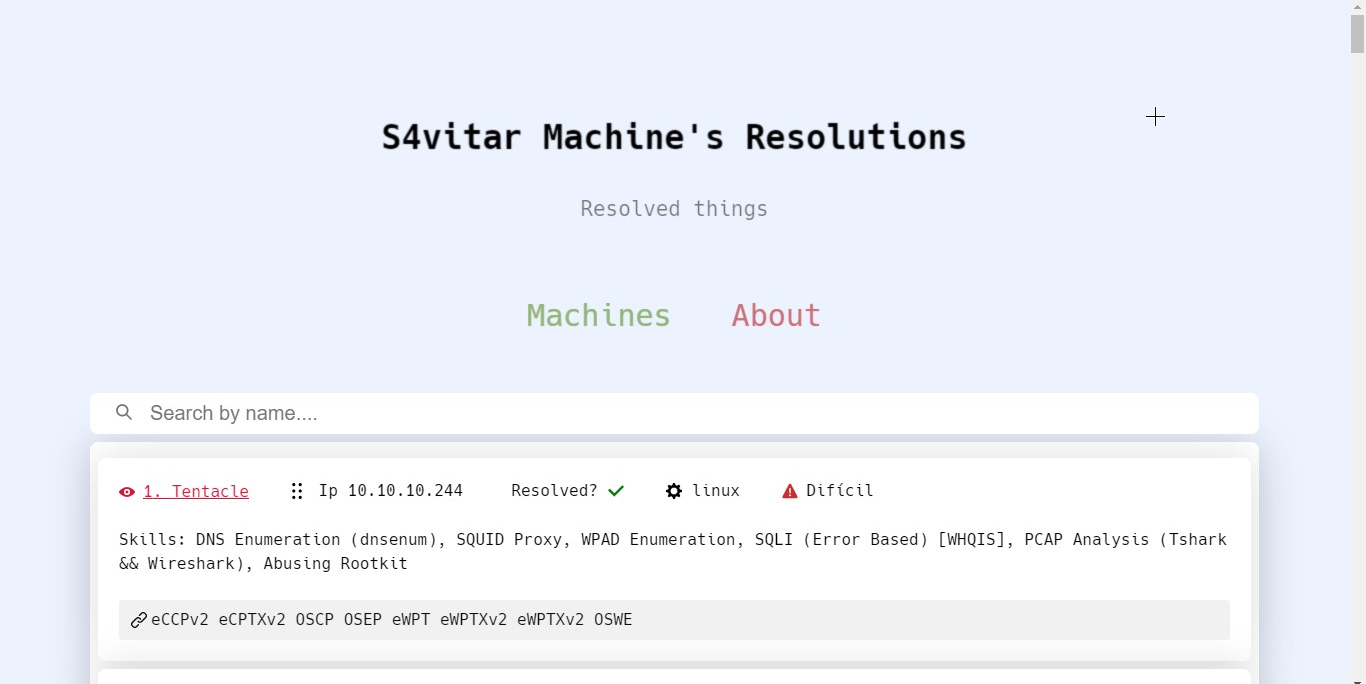 S4vitar Machine's Resolutions
Resolved things
Machines About
Search by name....
1. Tentacle Ip 10.10.10.244 Resolved? linux Difícil
Skills: DNS Enumeration (dnsenum), SQUID Proxy, WPAD Enumeration, SQLI (Error Based) [WHQIS], PCAP Analysis (Tshark
&& Wireshark), Abusing Rootkit
eCCPv2 eCPTXv2 OSCP OSEP eWPT eWPTXv2 eWPTXv2 OSWE